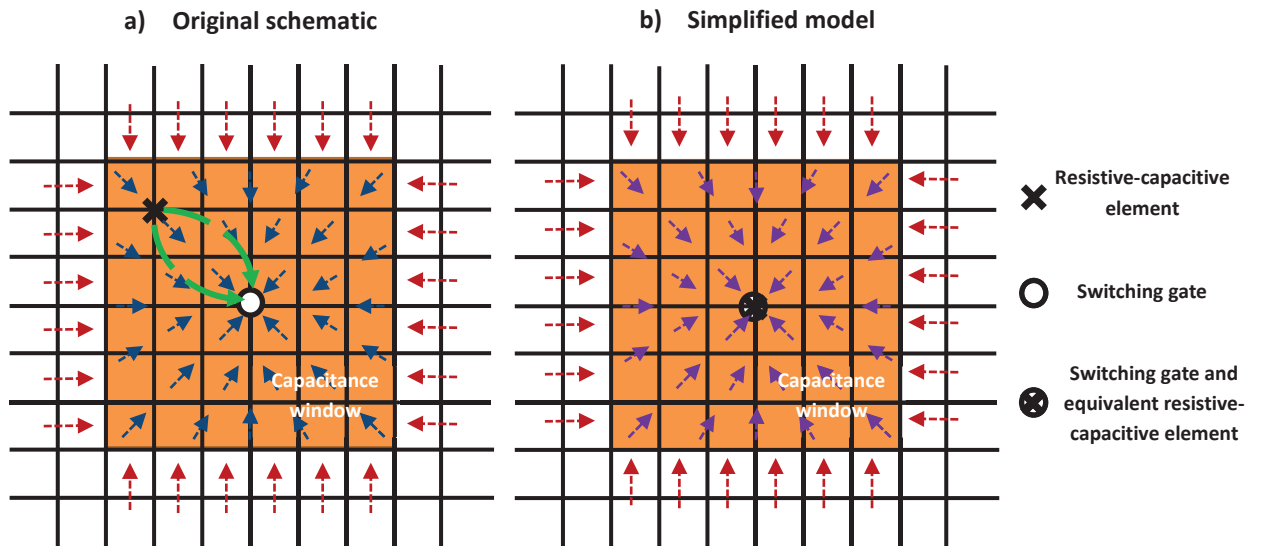 a) Original schematic
b) Simplified model
Capacitance
window
Capacitance
window
Resistive-capacitive
element
Switching gate
Switching gate and
equivalent resistive-
capacitive element